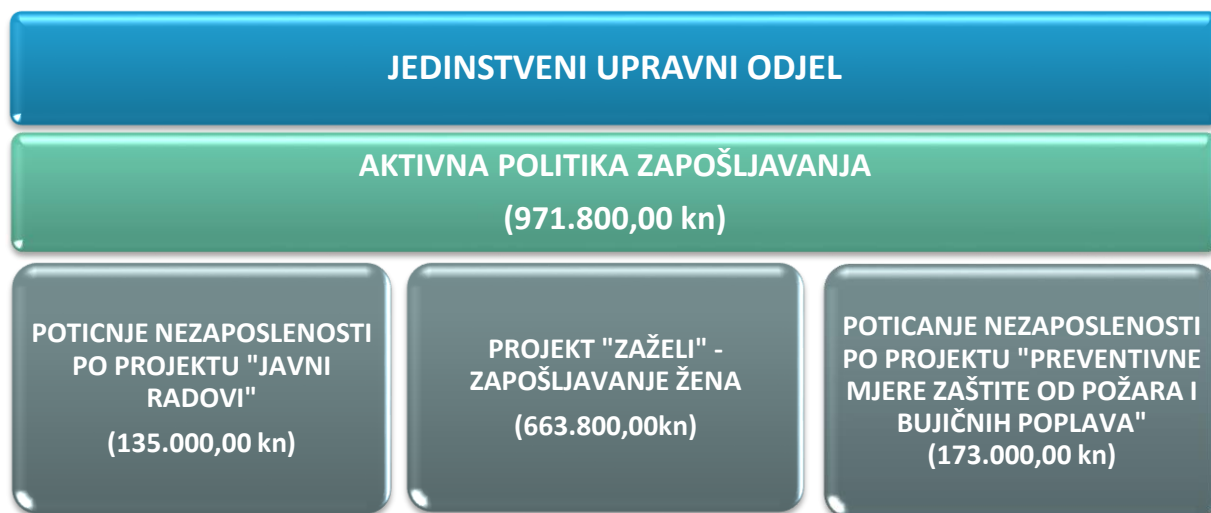 JEDINSTVENI UPRAVNI ODJEL
AKTIVNA POLITIKA ZAPOŠLJAVANJA
(971.800,00 kn)
POTICNJE NEZAPOSLENOSTI
PO PROJEKTU "JAVNI
RADOVI"
(135.000,00 kn)
PROJEKT "ZAŽELI" -
ZAPOŠLJAVANJE ŽENA
(663.800,00kn)
POTICANJE NEZAPOSLENOSTI
PO PROJEKTU "PREVENTIVNE
MJERE ZAŠTITE OD POŽARA I
BUJIČNIH POPLAVA"
(173.000,00 kn)